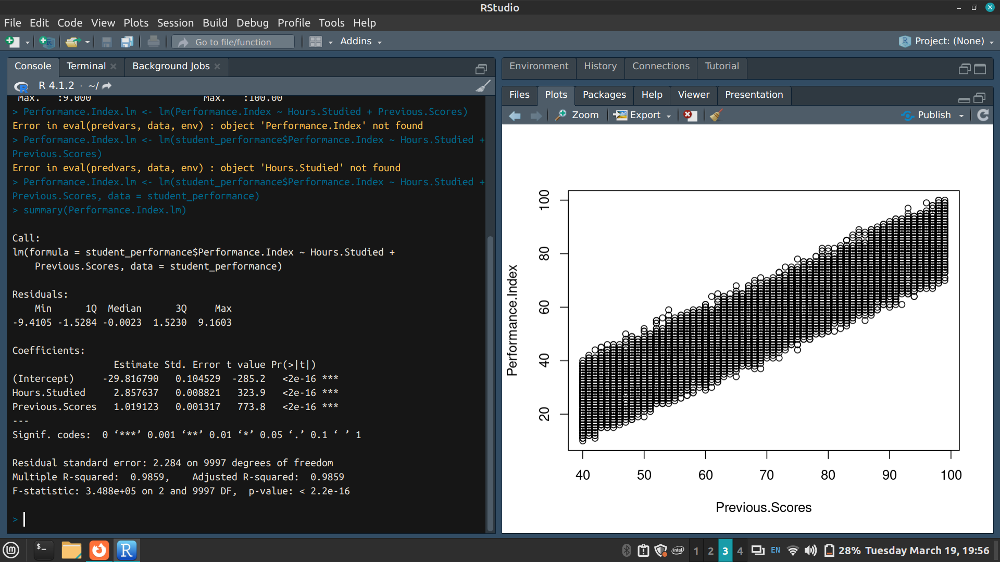 RStudio
File Edit Code View Plots Session Build Debug Profile Tools Help
Go to file/function
Addins
Project: (None)
Console Terminal Background Jobs
R 4.1.2 · ~/
Max. :9.000 Max. :100.00
> Performance.Index.lm <- lm(Performance.Index ~ Hours.Studied + Previous.Scores)
Error in eval(predvars, data, env) : object 'Performance.Index' not found
> Performance.Index.lm <- lm(student_performance$Performance.Index ~ Hours.Studied +
Previous.Scores)
Error in eval(predvars, data, env) : object 'Hours.Studied' not found
> Performance.Index.lm <- lm(student_performance$Performance.Index ~ Hours.Studied +
Previous.Scores, data = student_performance)
> summary(Performance.Index.lm)
Call:
lm(formula = student_performance$Performance.Index ~ Hours.Studied +
Previous.Scores, data = student_performance)
Residuals:
Min 1Q Median 3Q Max
-9.4105 -1.5284 -0.0023 1.5230 9.1603
Coefficients:
Estimate Std. Error t value Pr(>|t|)
(Intercept) -29.816790 0.104529 -285.2 <2e-16 ***
Hours.Studied 2.857637 0.008821 323.9 <2e-16 ***
Previous.Scores 1.019123 0.001317 773.8 <2e-16 ***
---
Signif. codes: 0 ‘***’ 0.001 ‘**’ 0.01 ‘*’ 0.05 ‘.’ 0.1 ‘ ’ 1
Residual standard error: 2.284 on 9997 degrees of freedom
Multiple R-squared: 0.9859, Adjusted R-squared: 0.9859
F-statistic: 3.488e+05 on 2 and 9997 DF, p-value: < 2.2e-16
>
Environment History Connections Tutorial
Files Plots Packages Help Viewer Presentation
Zoom Export Publish
Performance.Index
100
80
60
40
20
40 50 60 70 80 90 100
Previous.Scores
$_
R
intel
1 2 3 4
EN
28% Tuesday March 19, 19:56